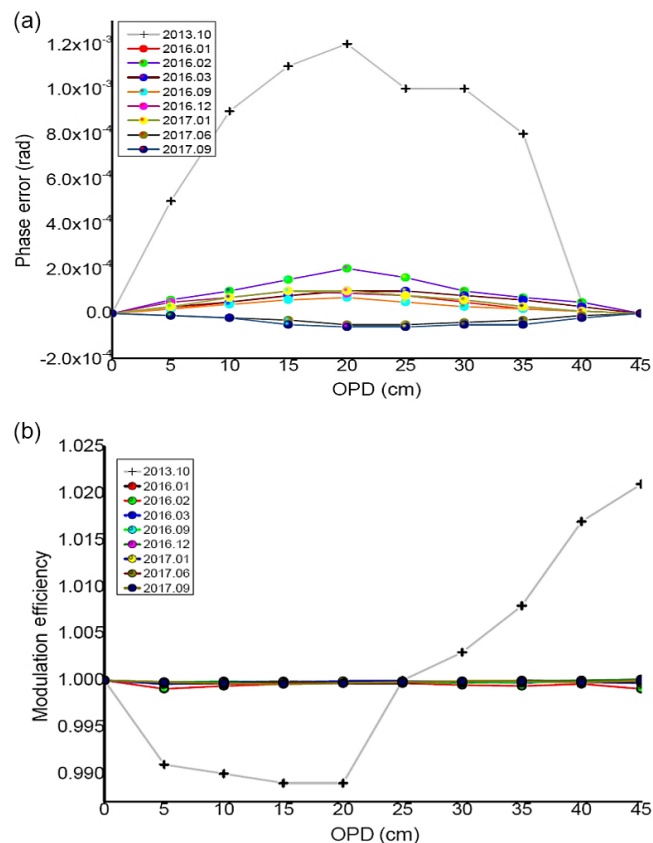 (a)
1.2x10⁻³
1.0x10⁻³
8.0x10⁻⁴
6.0x10⁻⁴
4.0x10⁻⁴
2.0x10⁻⁴
0.0
-2.0x10⁻⁴
Phase error (rad)
2013.10
2016.01
2016.02
2016.03
2016.09
2016.12
2017.01
2017.06
2017.09
0 5 10 15 20 25 30 35 40 45
OPD (cm)
(b)
1.025
1.020
1.015
1.010
1.005
1.000
0.995
0.990
Modulation efficiency
2013.10
2016.01
2016.02
2016.03
2016.09
2016.12
2017.01
2017.06
2017.09
0 5 10 15 20 25 30 35 40 45
OPD (cm)